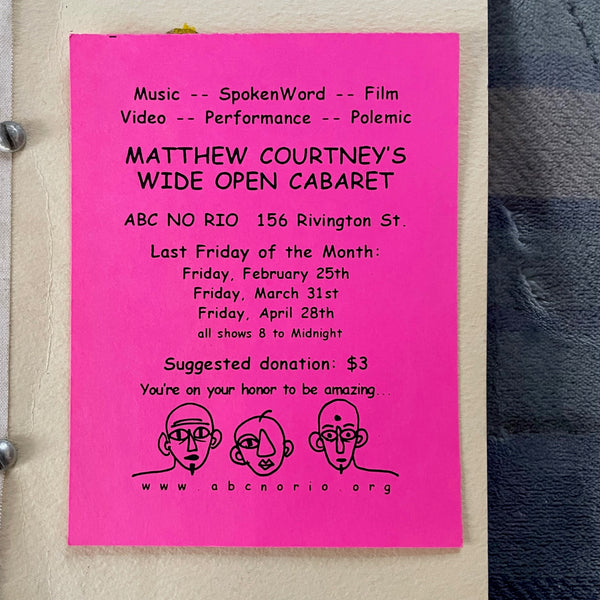 Music -- SpokenWord -- Film
Video -- Performance -- Polemic
MATTHEW COURTNEY'S
WIDE OPEN CABARET
ABC NO RIO 156 Rivington St.
Last Friday of the Month:
Friday, February 25th
Friday, March 31st
Friday, April 28th
all shows 8 to Midnight
Suggested donation: $3
You're on your honor to be amazing...
www.abcnorio.org